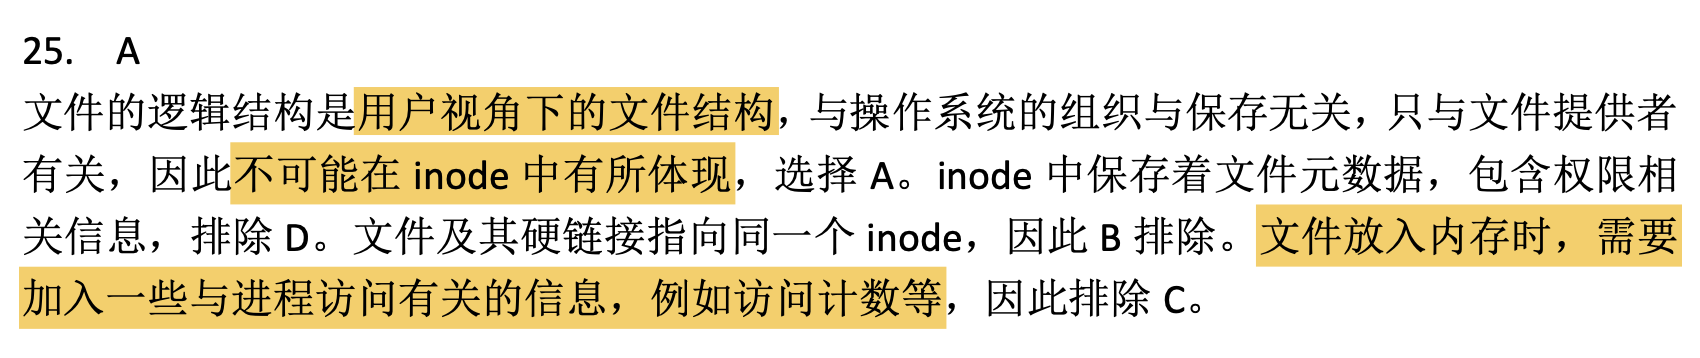 25. A
文件的逻辑结构是用户视角下的文件结构，与操作系统的组织与保存无关，只与文件提供者
有关，因此不可能在 inode 中有所体现，选择 A。inode 中保存着文件元数据，包含权限相
关信息，排除 D。文件及其硬链接指向同一个 inode，因此 B 排除。文件放入内存时，需要
加入一些与进程访问有关的信息，例如访问计数等，因此排除 C。